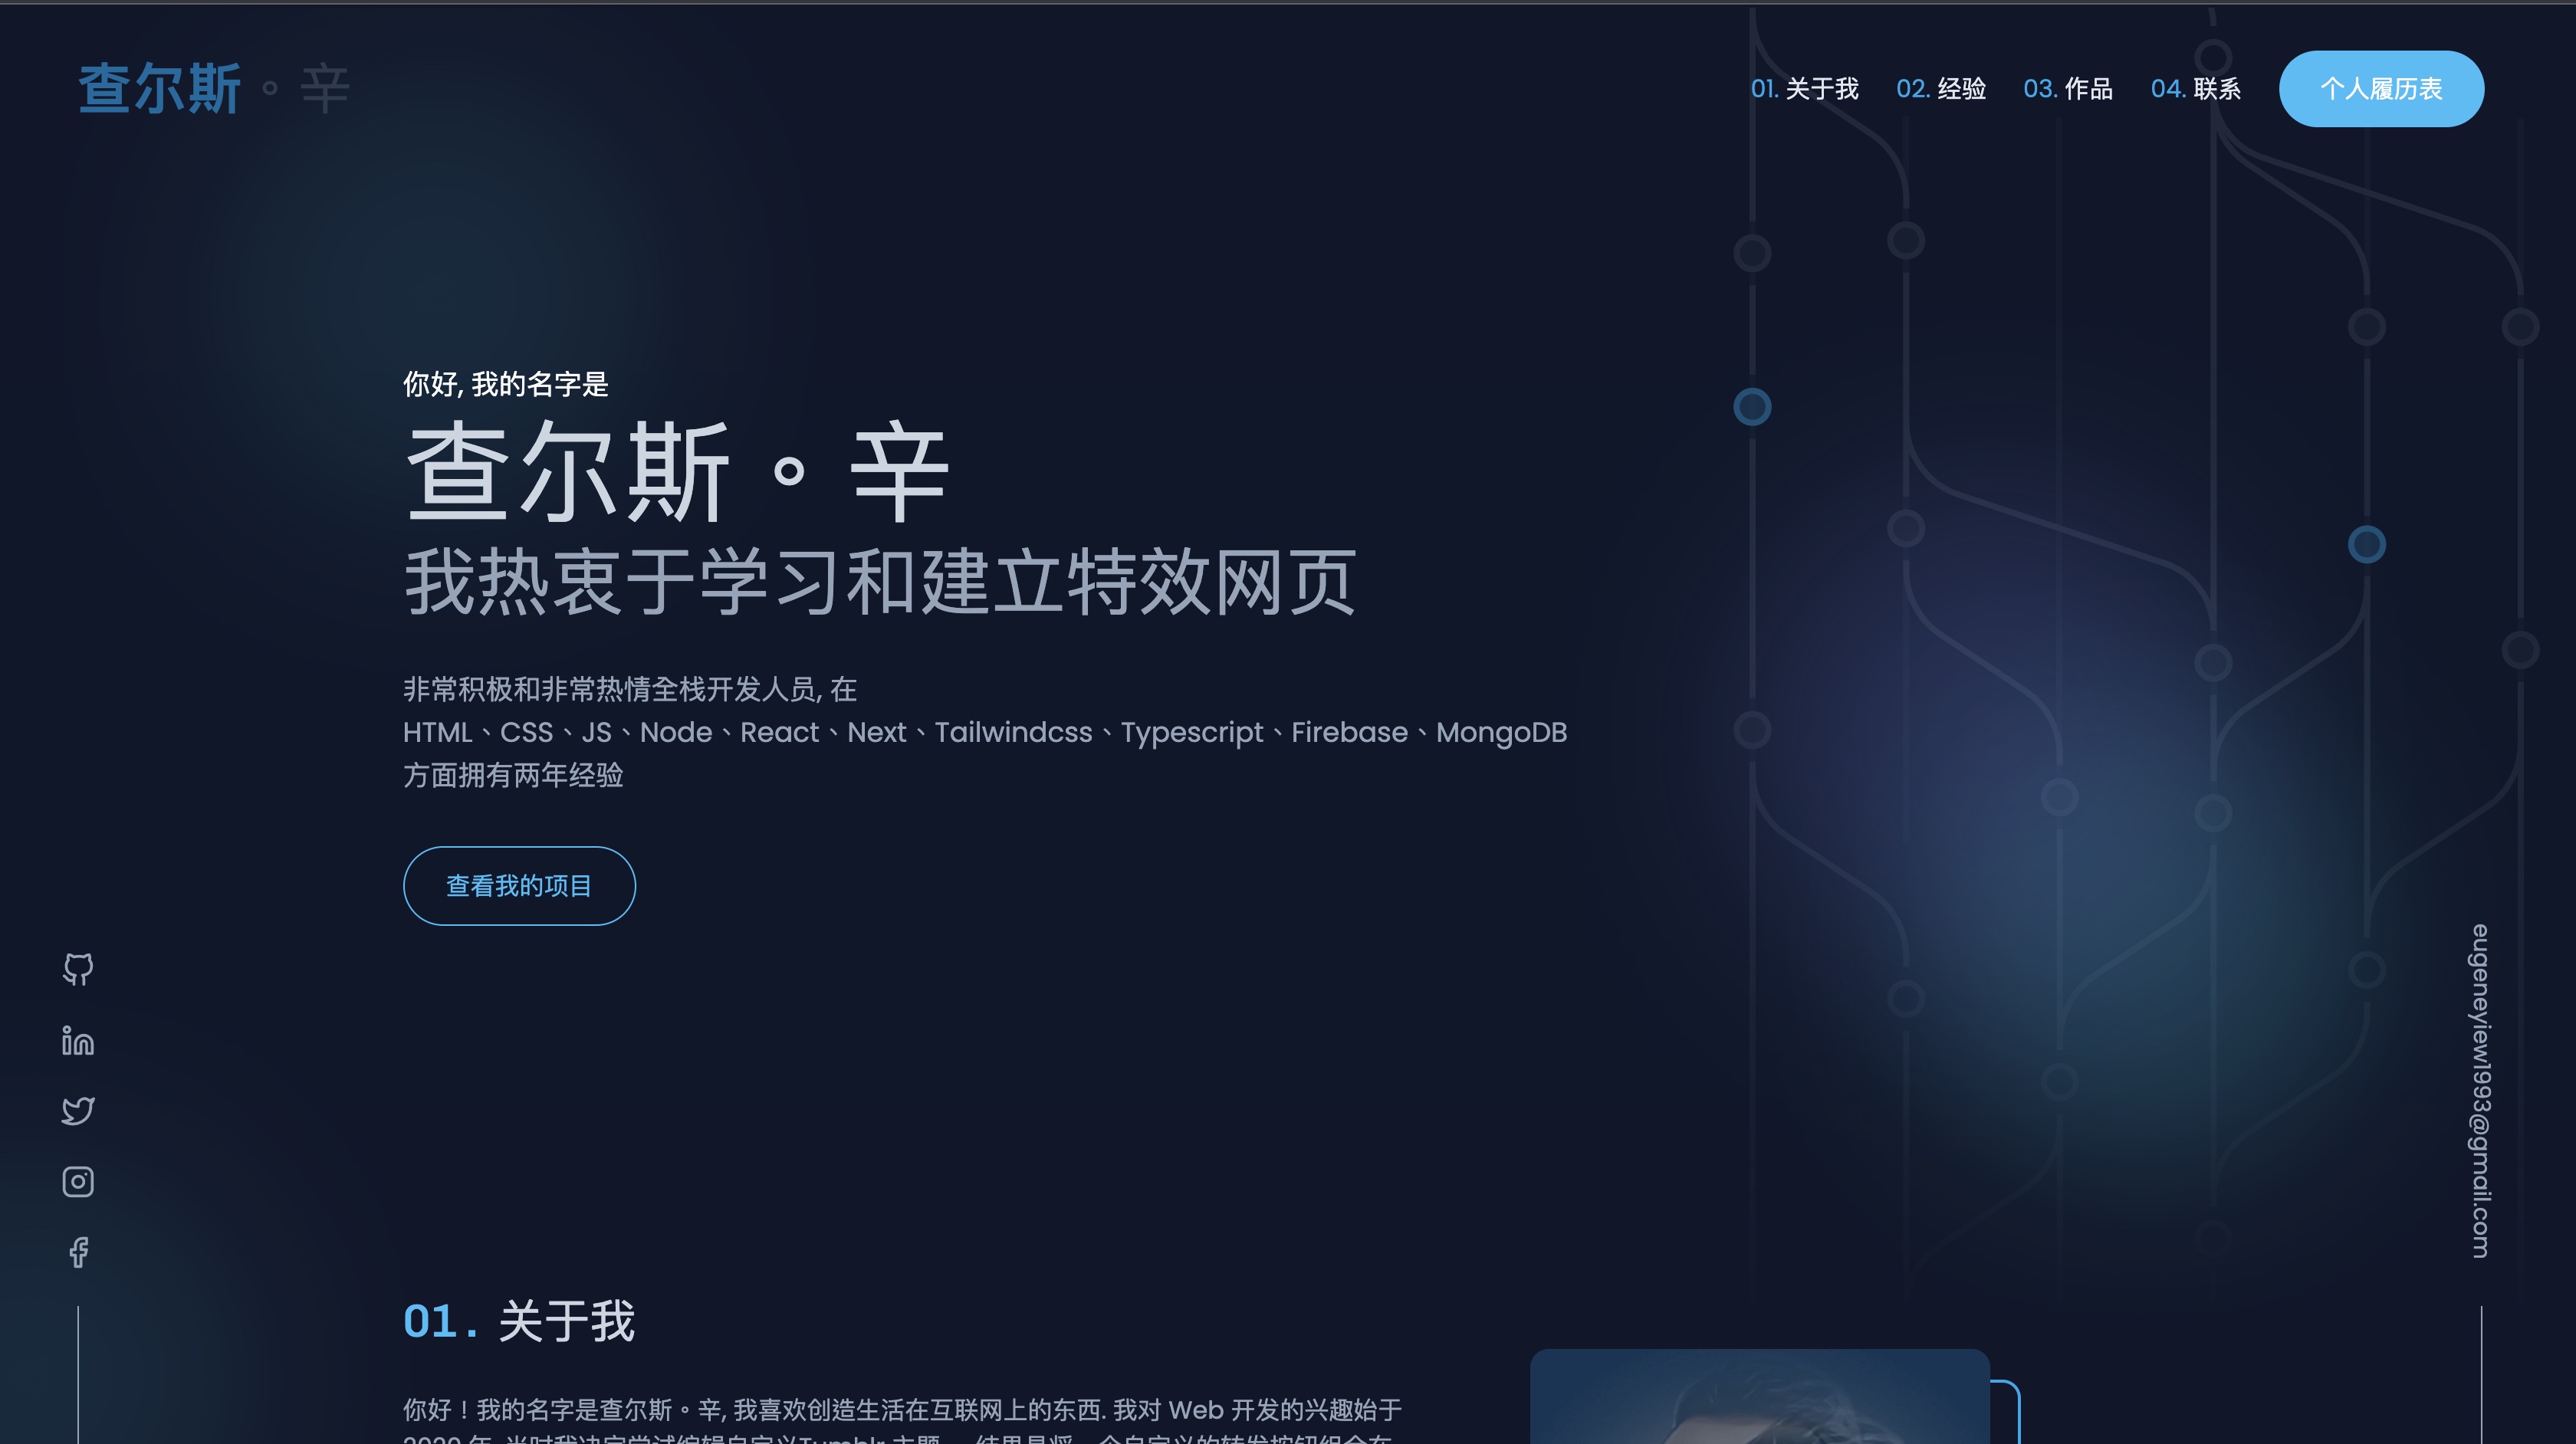 查尔斯。辛
01. 关于我 02. 经验 03. 作品 04. 联系 个人履历表
你好, 我的名字是
查尔斯。辛
我热衷于学习和建立特效网页
非常积极和非常热情全栈开发人员, 在
HTML、CSS、JS、Node、React、Next、Tailwindcss、Typescript、Firebase、MongoDB
方面拥有两年经验
查看我的项目
eugeneyiew1993@gmail.com
01. 关于我
你好！我的名字是查尔斯。辛, 我喜欢创造生活在互联网上的东西. 我对 Web 开发的兴趣始于